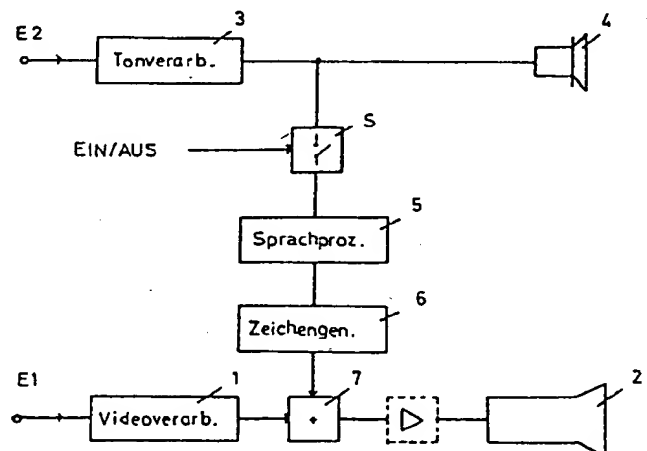 E2
3
4
Tonverarb.
S
EIN/AUS
5
Sprachproz.
6
Zeichengen.
E1
1
7
2
Videoverarb.
+